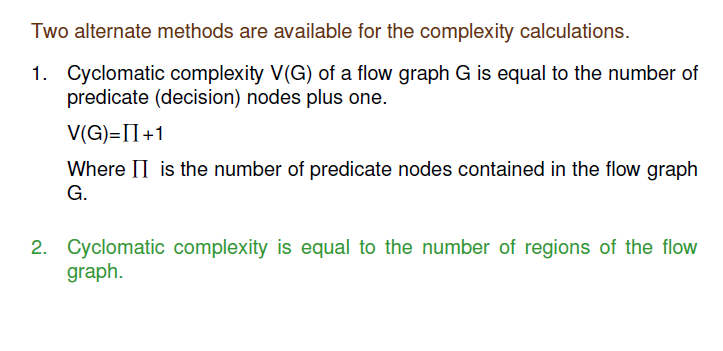 Two alternate methods are available for the complexity calculations.
1. Cyclomatic complexity V(G) of a flow graph G is equal to the number of
predicate (decision) nodes plus one.
V(G)=∏+1
Where ∏ is the number of predicate nodes contained in the flow graph
G.
2. Cyclomatic complexity is equal to the number of regions of the flow
graph.